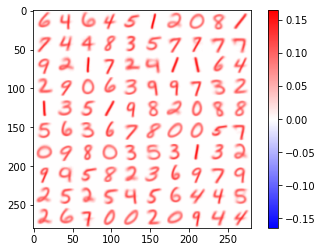 0
50
100
150
200
250
0 50 100 150 200 250
0.15
0.10
0.05
0.00
−0.05
−0.10
−0.15
6 4 6 4 5 1 2 0 8 1
7 4 4 8 3 5 7 7 7 7
9 2 1 7 2 9 1 1 6 4
2 9 0 6 3 9 9 7 3 2
1 3 5 1 9 8 2 0 8 8
5 6 3 6 7 8 0 0 5 7
0 9 8 0 3 5 3 1 3 2
9 9 5 8 2 3 6 9 7 9
2 5 2 5 4 5 6 4 4 5
2 6 7 0 0 2 0 9 4 4